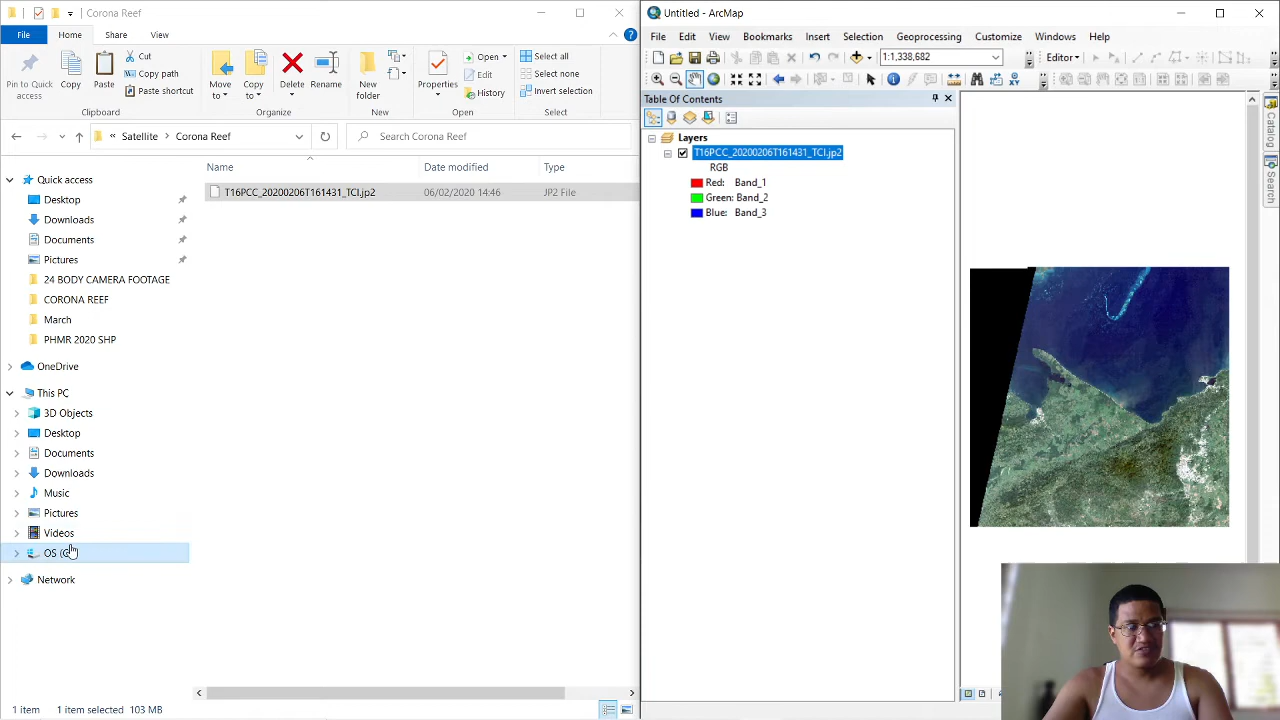 Corona Reef
File
Home
Share
View
Pin to Quick access
Copy
Paste
Cut
Copy path
Paste shortcut
Clipboard
Move to
Copy to
Delete
Rename
Organize
New folder
New
Properties
Open
Edit
History
Open
Select all
Select none
Invert selection
Select
Satellite
Corona Reef
Search Corona Reef
Name
Date modified
Type
T16PCC_20200206T161431_TCI.jp2
06/02/2020 14:46
JP2 File
Quick access
Desktop
Downloads
Documents
Pictures
24 BODY CAMERA FOOTAGE
CORONA REEF
March
PHMR 2020 SHP
OneDrive
This PC
3D Objects
Desktop
Documents
Downloads
Music
Pictures
Videos
OS
Network
1 item
1 item selected 103 MB
Untitled - ArcMap
File
Edit
View
Bookmarks
Insert
Selection
Geoprocessing
Customize
Windows
Help
1:1,338,682
Editor
Table Of Contents
Layers
T16PCC_20200206T161431_TCI.jp2
RGB
Red: Band_1
Green: Band_2
Blue: Band_3
Catalog
Search